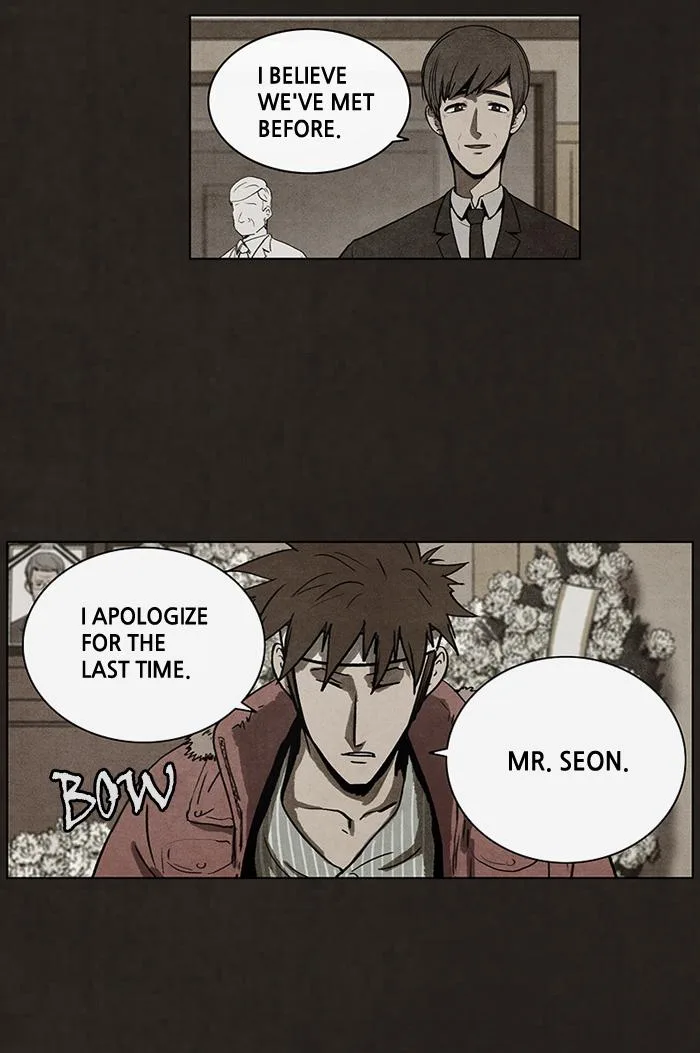 I BELIEVE
WE'VE MET
BEFORE.
I APOLOGIZE
FOR THE
LAST TIME.
MR. SEON.
BOW